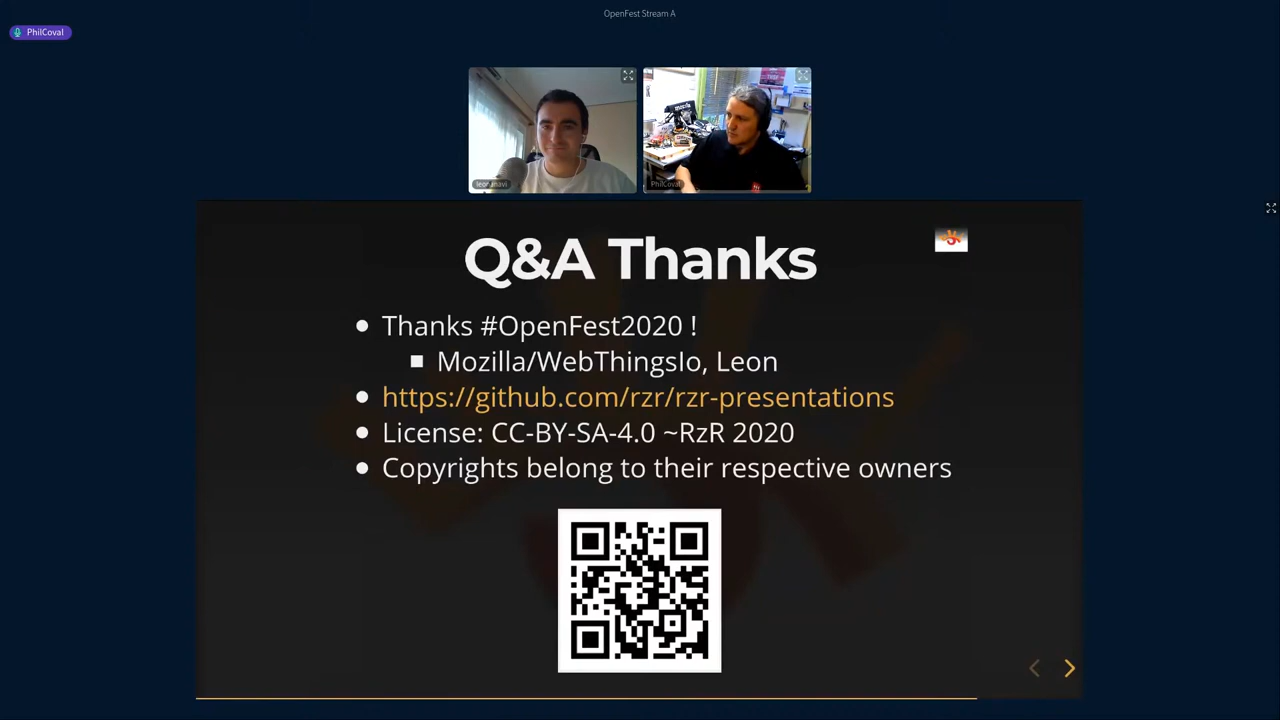 OpenFest Stream A
PhilCoval
PhilCoval
Q&A Thanks
Thanks #OpenFest2020 !
Mozilla/WebThingsIo, Leon
https://github.com/rzr/rzr-presentations
License: CC-BY-SA-4.0 ~RzR 2020
Copyrights belong to their respective owners